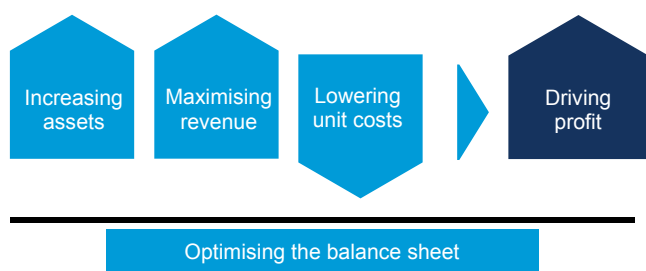 Increasing
assets
Maximising
revenue
Lowering
unit costs
Driving
profit
Optimising the balance sheet